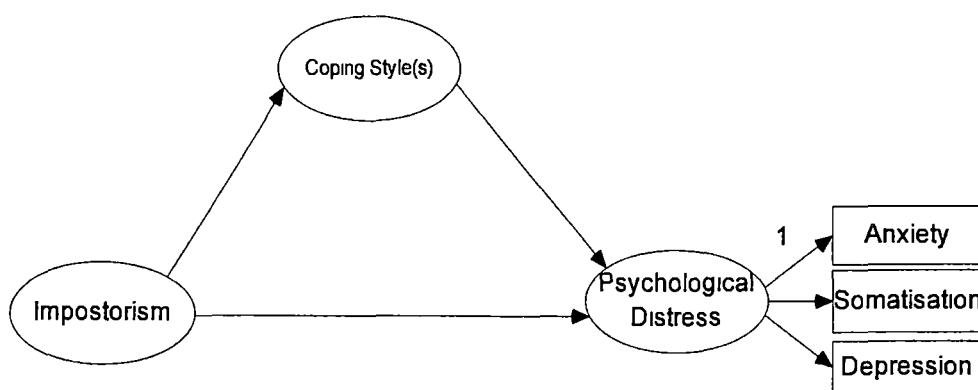 Coping Style(s)
1
Anxiety
Impostorism
Psychological
Distress
Somatisation
Depression